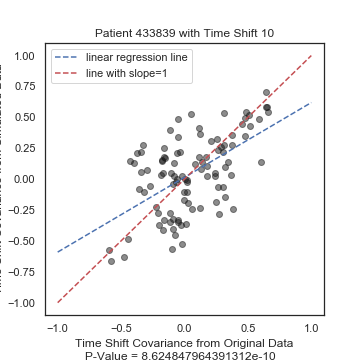 Patient 433839 with Time Shift 10
linear regression line
line with slope=1
1.00
0.75
0.50
0.25
0.00
−0.25
−0.50
−0.75
−1.00
−1.0
−0.5
0.0
0.5
1.0
Time Shift Covariance from Original Data
P-Value = 8.624847964391312e-10